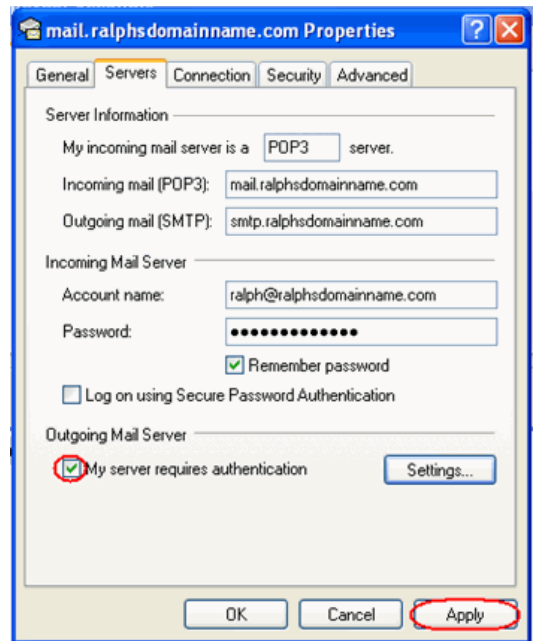 mail.ralphsdomainname.com Properties
General Servers Connection Security Advanced
Server Information
My incoming mail server is a POP3 server.
Incoming mail (POP3): mail.ralphsdomainname.com
Outgoing mail (SMTP): smtp.ralphsdomainname.com
Incoming Mail Server
Account name: ralph@ralphsdomainname.com
Password: •••••••••••••
Remember password
Log on using Secure Password Authentication
Outgoing Mail Server
My server requires authentication Settings...
OK Cancel Apply